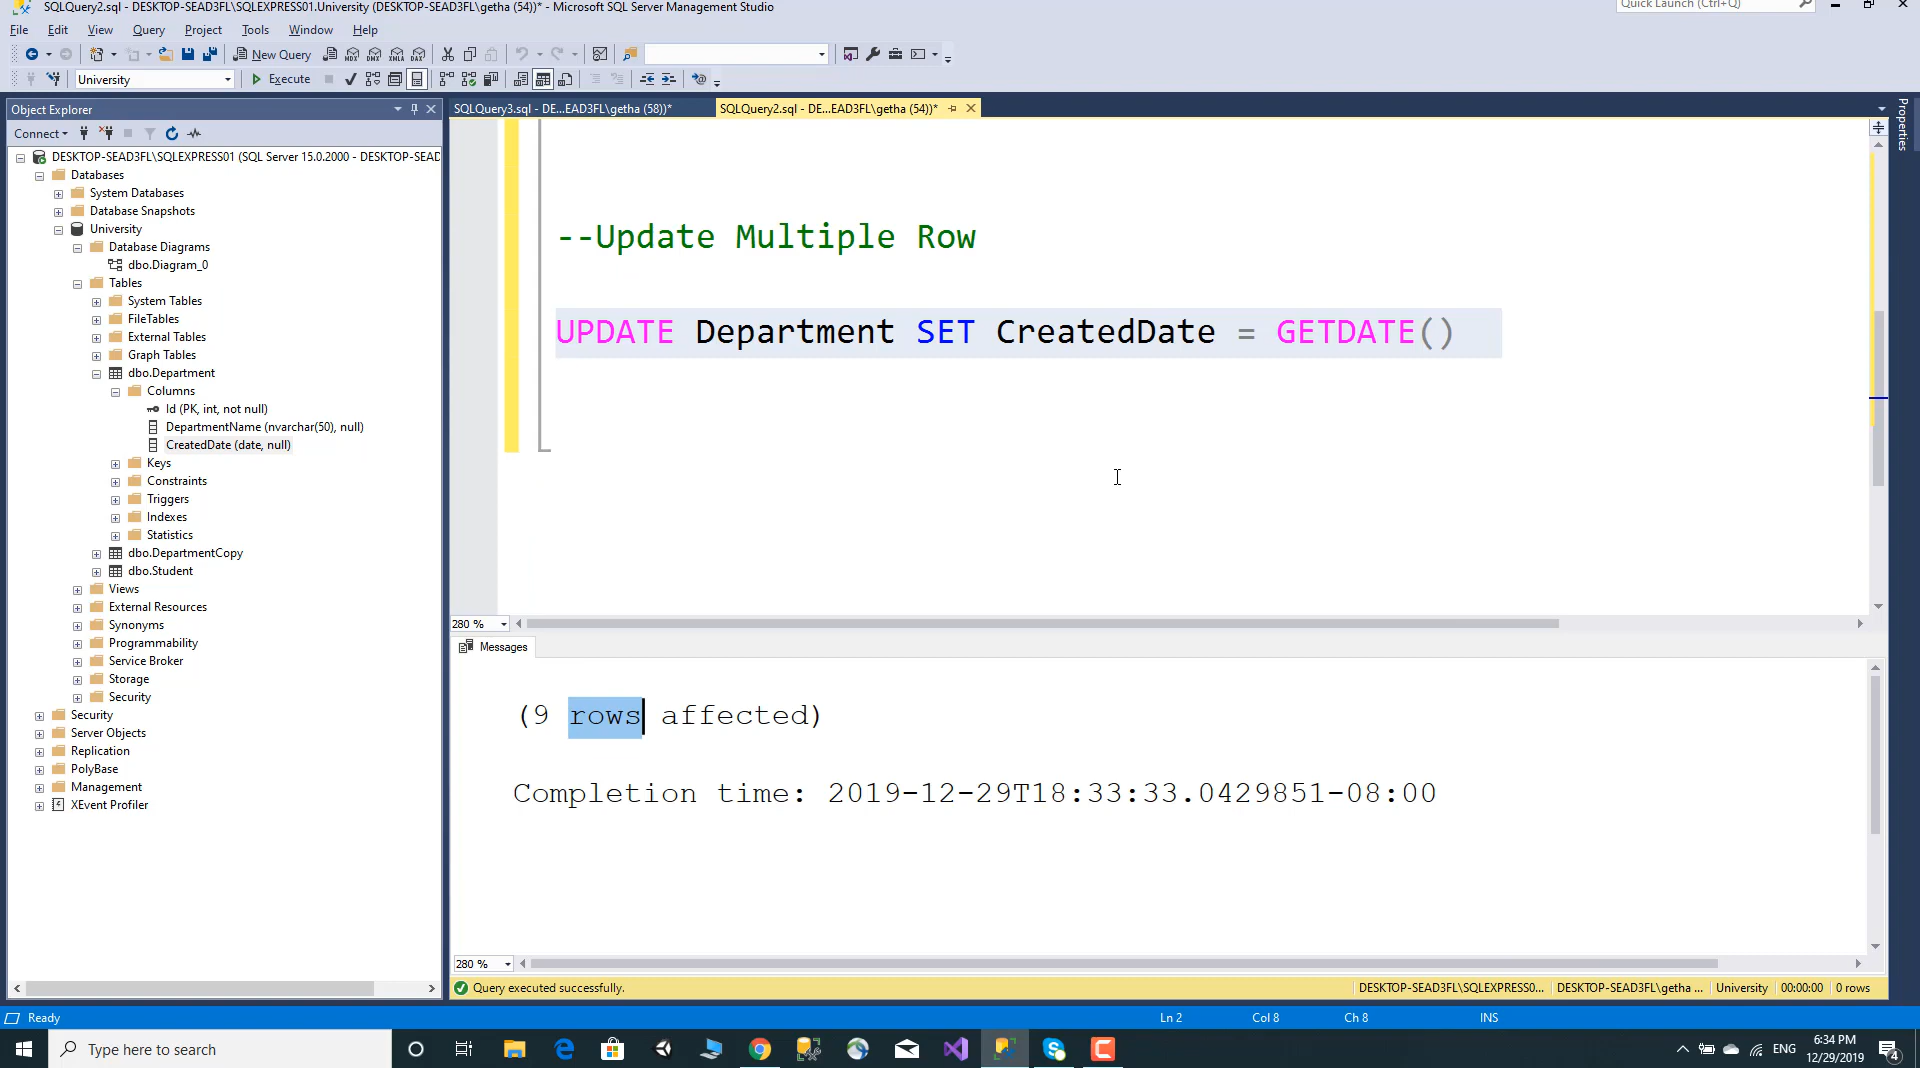 SQLQuery2.sql - DESKTOP-SEAD3FL\SQLEXPRESS01.University (DESKTOP-SEAD3FL\getha (54))* - Microsoft SQL Server Management Studio
Quick Launch (Ctrl+Q)
File Edit View Query Project Tools Window Help
New Query
MDX DMX XMLA DAX
University
Execute
Object Explorer
SQLQuery3.sql - DE...EAD3FL\getha (58))*
SQLQuery2.sql - DE...EAD3FL\getha (54))*
Properties
Connect
DESKTOP-SEAD3FL\SQLEXPRESS01 (SQL Server 15.0.2000 - DESKTOP-SEAD
Databases
System Databases
Database Snapshots
University
Database Diagrams
dbo.Diagram_0
Tables
System Tables
FileTables
External Tables
Graph Tables
dbo.Department
Columns
Id (PK, int, not null)
DepartmentName (nvarchar(50), null)
CreatedDate (date, null)
Keys
Constraints
Triggers
Indexes
Statistics
dbo.DepartmentCopy
dbo.Student
Views
External Resources
Synonyms
Programmability
Service Broker
Storage
Security
Security
Server Objects
Replication
PolyBase
Management
XEvent Profiler
--Update Multiple Row
UPDATE Department SET CreatedDate = GETDATE()
280 %
Messages
(9 rows affected)
Completion time: 2019-12-29T18:33:33.0429851-08:00
280 %
Query executed successfully.
DESKTOP-SEAD3FL\SQLEXPRESS0... DESKTOP-SEAD3FL\getha ... University 00:00:00 0 rows
Ready
Ln 2 Col 8 Ch 8 INS
Type here to search
ENG
6:34 PM
12/29/2019
4